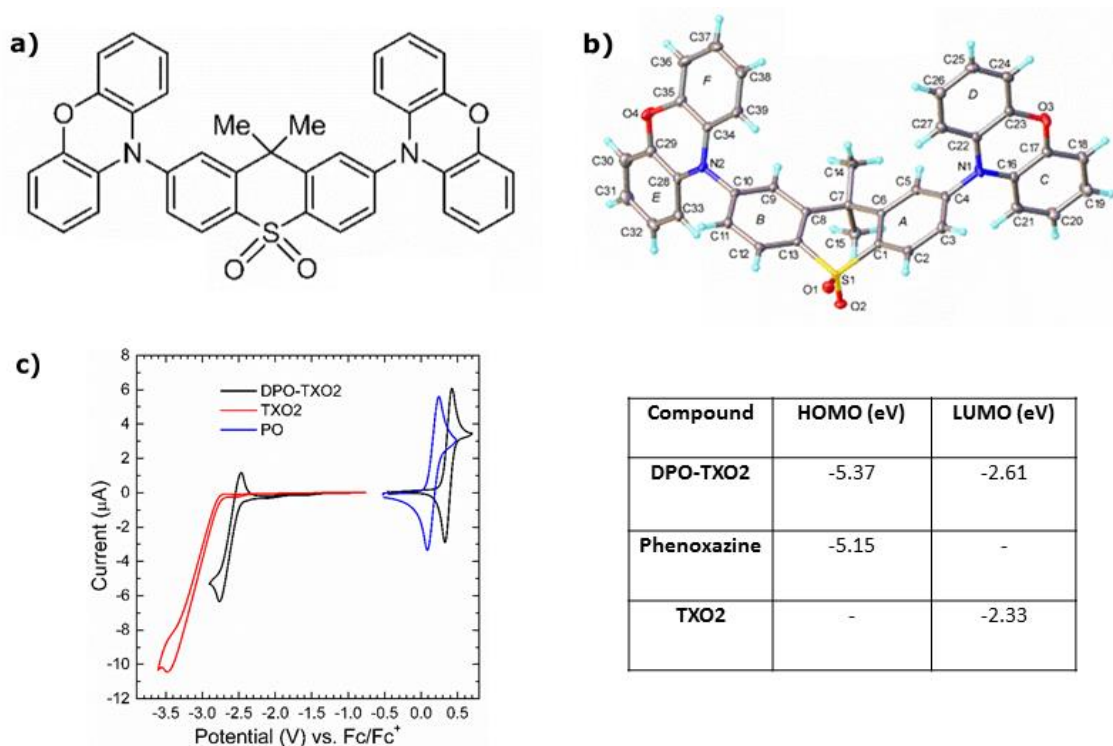 a)
O
N
Me
Me
N
O
S
O
O
b)
C37
C36
C38
F
C35
C39
O4
C34
C29
C30
N2
C28
C31
E
C33
C32
C10
C9
C11
B
C12
C13
C8
C14
C7
C15
C6
C5
A
C4
C3
C1
C2
S1
O1
O2
C25
C24
C26
D
C27
C23
O3
C22
C17
C18
N1
C16
C
C19
C21
C20
c)
8
6
4
2
0
-2
-4
-6
-8
-10
-12
Current (μA)
DPO-TXO2
TXO2
PO
-3.5 -3.0 -2.5 -2.0 -1.5 -1.0 -0.5 0.0 0.5
Potential (V) vs. Fc/Fc+
Compound HOMO (eV) LUMO (eV)
DPO-TXO2 -5.37 -2.61
Phenoxazine -5.15 -
TXO2 - -2.33